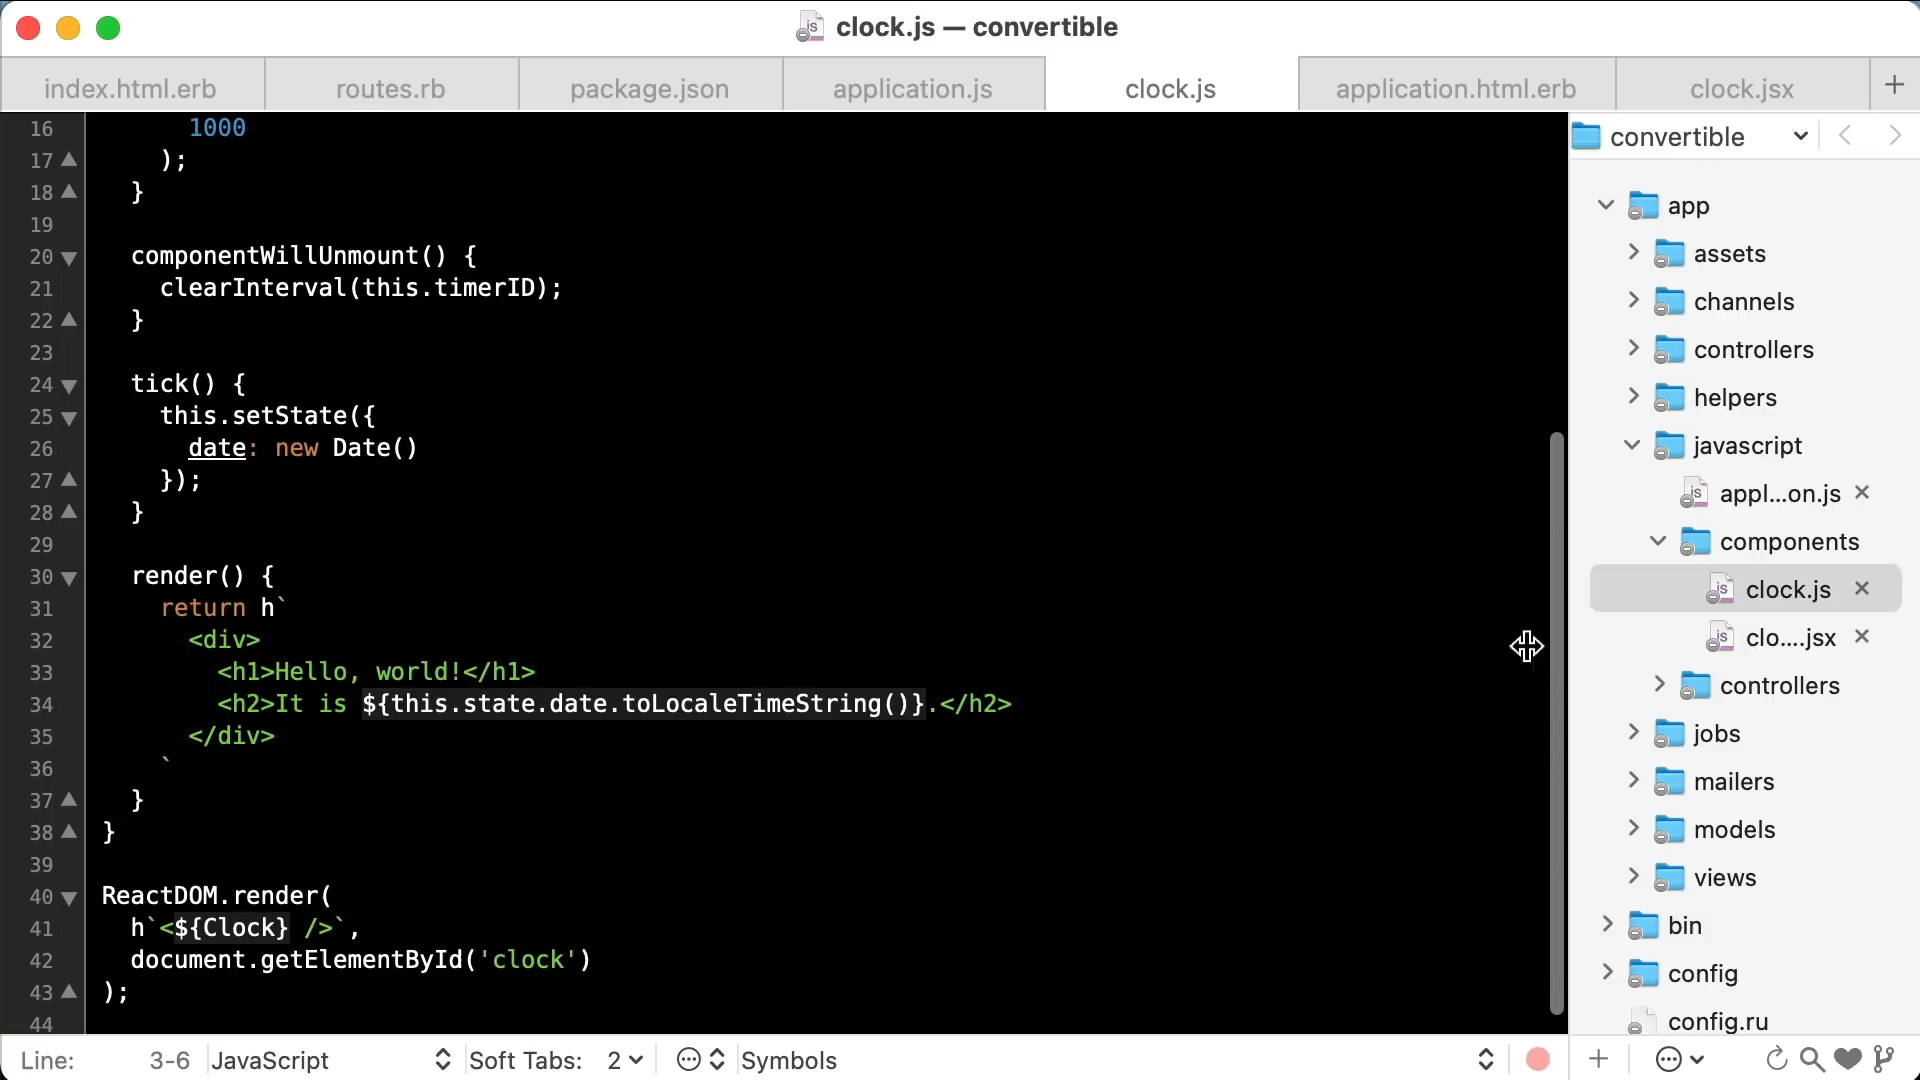 clock.js — convertible
index.html.erb
routes.rb
package.json
application.js
clock.js
application.html.erb
clock.jsx
+
16       1000
17     );
18   }
19
20   componentWillUnmount() {
21     clearInterval(this.timerID);
22   }
23
24   tick() {
25     this.setState({
26       date: new Date()
27     });
28   }
29
30   render() {
31     return h`
32       <div>
33         <h1>Hello, world!</h1>
34         <h2>It is ${this.state.date.toLocaleTimeString()}.</h2>
35       </div>
36     `
37   }
38 }
39
40 ReactDOM.render(
41   h`<${Clock} />`,
42   document.getElementById('clock')
43 );
44
convertible
app
assets
channels
controllers
helpers
javascript
appl...on.js
components
clock.js
clo....jsx
controllers
jobs
mailers
models
views
bin
config
config.ru
Line: 3-6 JavaScript Soft Tabs: 2 Symbols